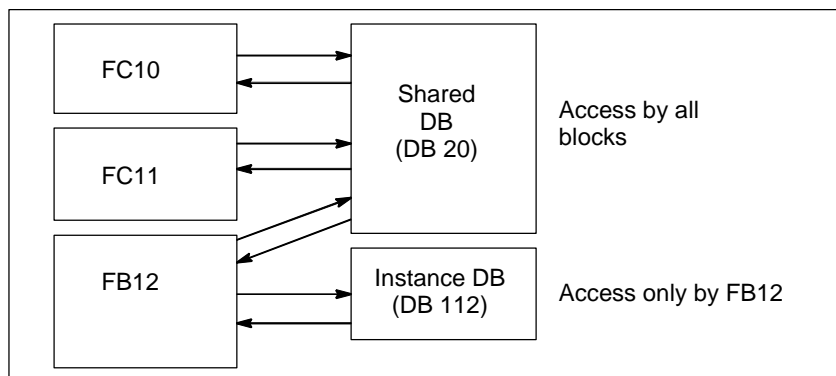 FC10
Shared
DB
(DB 20)
Access by all
blocks
FC11
FB12
Instance DB
(DB 112)
Access only by FB12